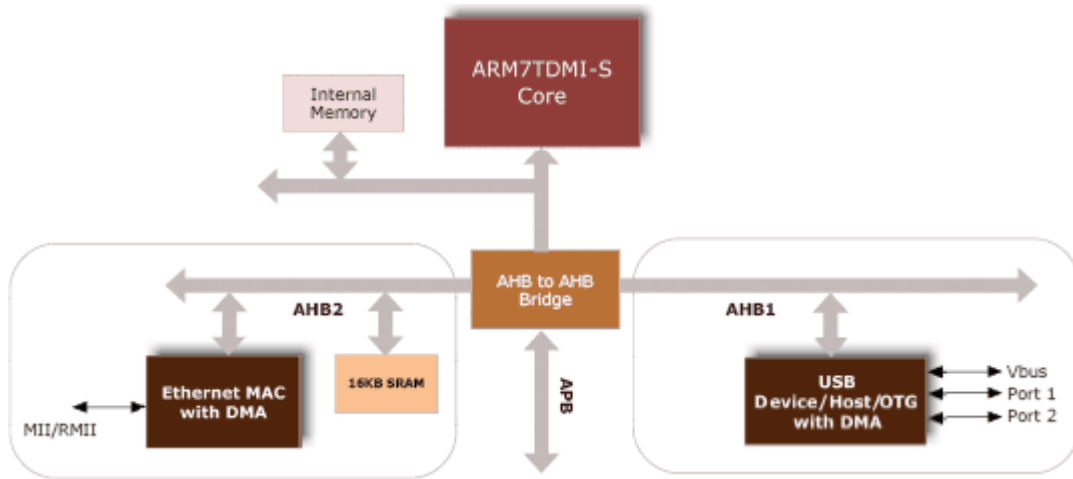 ARM7TDMI-S
Core
Internal
Memory
AHB to AHB
Bridge
AHB2
AHB1
Ethernet MAC
with DMA
16KB SRAM
APB
USB
Device/Host/OTG
with DMA
Vbus
Port 1
Port 2
MII/RMII